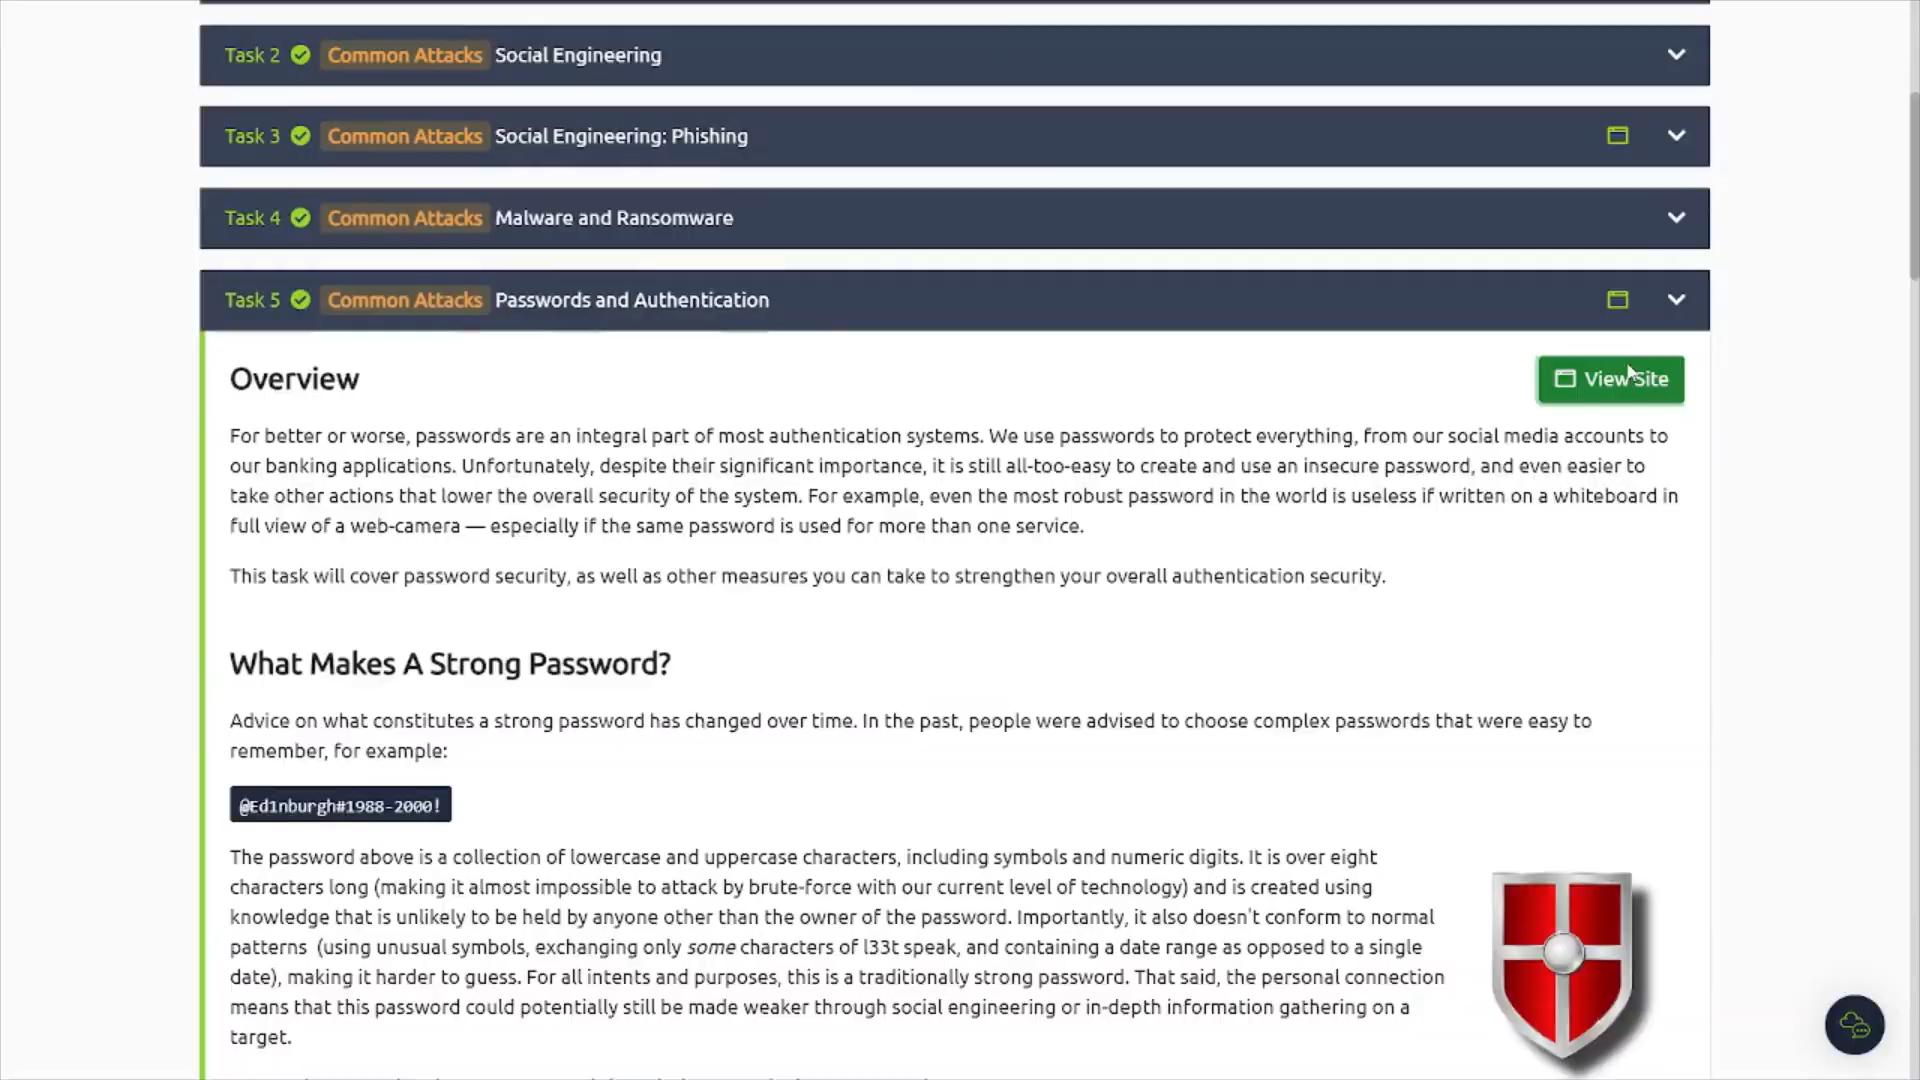 Task 2 Common Attacks Social Engineering
Task 3 Common Attacks Social Engineering: Phishing
Task 4 Common Attacks Malware and Ransomware
Task 5 Common Attacks Passwords and Authentication
Overview
View Site
For better or worse, passwords are an integral part of most authentication systems. We use passwords to protect everything, from our social media accounts to
our banking applications. Unfortunately, despite their significant importance, it is still all-too-easy to create and use an insecure password, and even easier to
take other actions that lower the overall security of the system. For example, even the most robust password in the world is useless if written on a whiteboard in
full view of a web-camera — especially if the same password is used for more than one service.
This task will cover password security, as well as other measures you can take to strengthen your overall authentication security.
What Makes A Strong Password?
Advice on what constitutes a strong password has changed over time. In the past, people were advised to choose complex passwords that were easy to
remember, for example:
@Ed1nburgh#1988-2000!
The password above is a collection of lowercase and uppercase characters, including symbols and numeric digits. It is over eight
characters long (making it almost impossible to attack by brute-force with our current level of technology) and is created using
knowledge that is unlikely to be held by anyone other than the owner of the password. Importantly, it also doesn't conform to normal
patterns (using unusual symbols, exchanging only some characters of l33t speak, and containing a date range as opposed to a single
date), making it harder to guess. For all intents and purposes, this is a traditionally strong password. That said, the personal connection
means that this password could potentially still be made weaker through social engineering or in-depth information gathering on a
target.